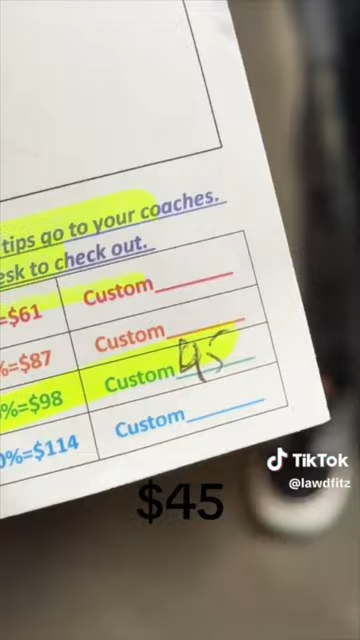 tips go to your coaches.
esk to check out.
=$61 Custom
%=$87 Custom
%=$98 Custom 45
0%=$114 Custom
$45
TikTok
@lawdfitz